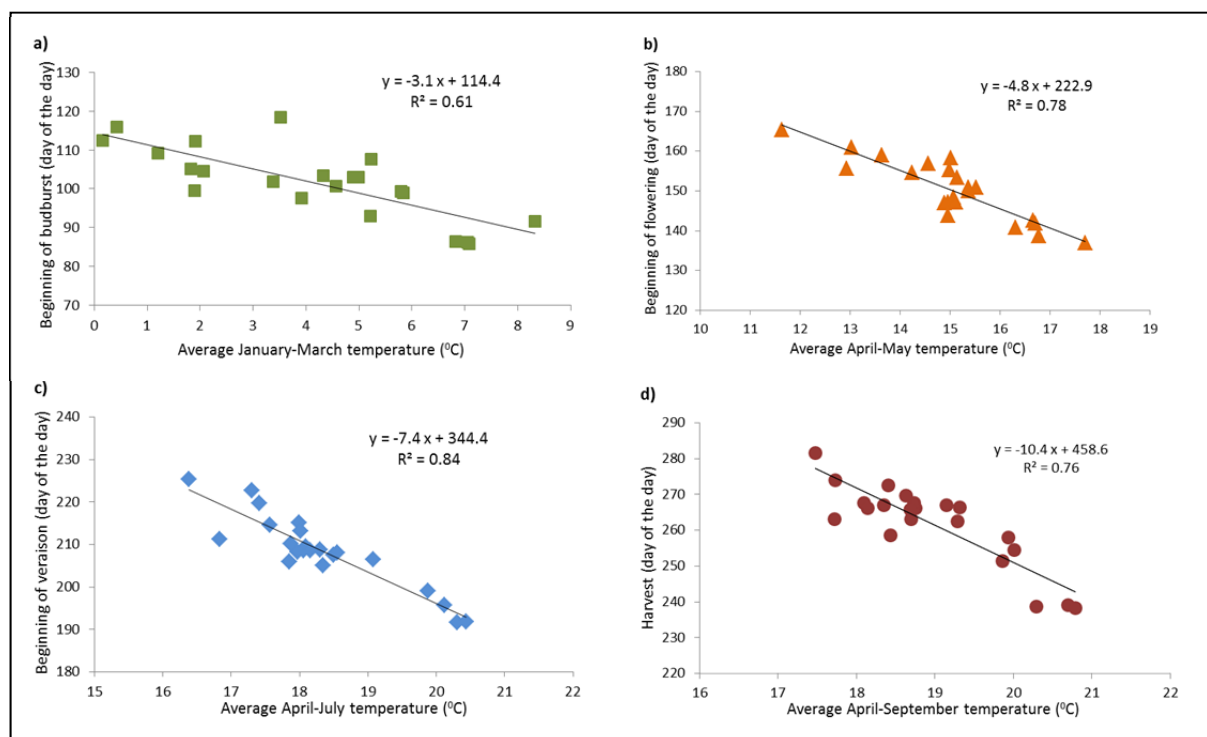 a)
y = -3.1 x + 114.4
R² = 0.61
Beginning of budburst (day of the day)
130
120
110
100
90
80
70
0 1 2 3 4 5 6 7 8 9
Average January-March temperature (⁰C)
b)
y = -4.8 x + 222.9
R² = 0.78
Beginning of flowering (day of the day)
170
160
150
140
130
120
10 11 12 13 14 15 16 17 18 19
Average April-May temperature (⁰C)
c)
y = -7.4 x + 344.4
R² = 0.84
Beginning of veraison (day of the day)
240
230
220
210
200
190
180
15 16 17 18 19 20 21 22
Average April-July temperature (⁰C)
d)
y = -10.4 x + 458.6
R² = 0.76
Harvest (day of the day)
290
280
270
260
250
240
230
220
16 17 18 19 20 21 22
Average April-September temperature (⁰C)